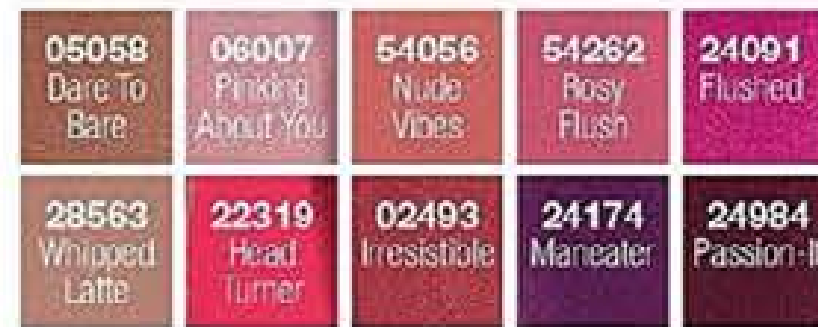 05058
Dare To
Bare
06007
Pinking
About You
54056
Nude
Vibes
54262
Rosy
Flush
24091
Flushed
28563
Whipped
Latte
22319
Head
Turner
02493
Irresistible
24174
Maneater
24984